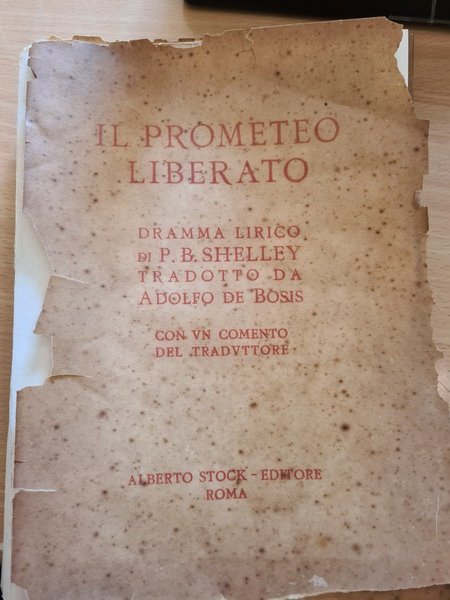 IL PROMETEO
LIBERATO
DRAMMA LIRICO
DI P. B. SHELLEY
TRADOTTO DA
ADOLFO DE BOSIS
CON VN COMENTO
DEL TRADVTTORE
ALBERTO STOCK - EDITORE
ROMA